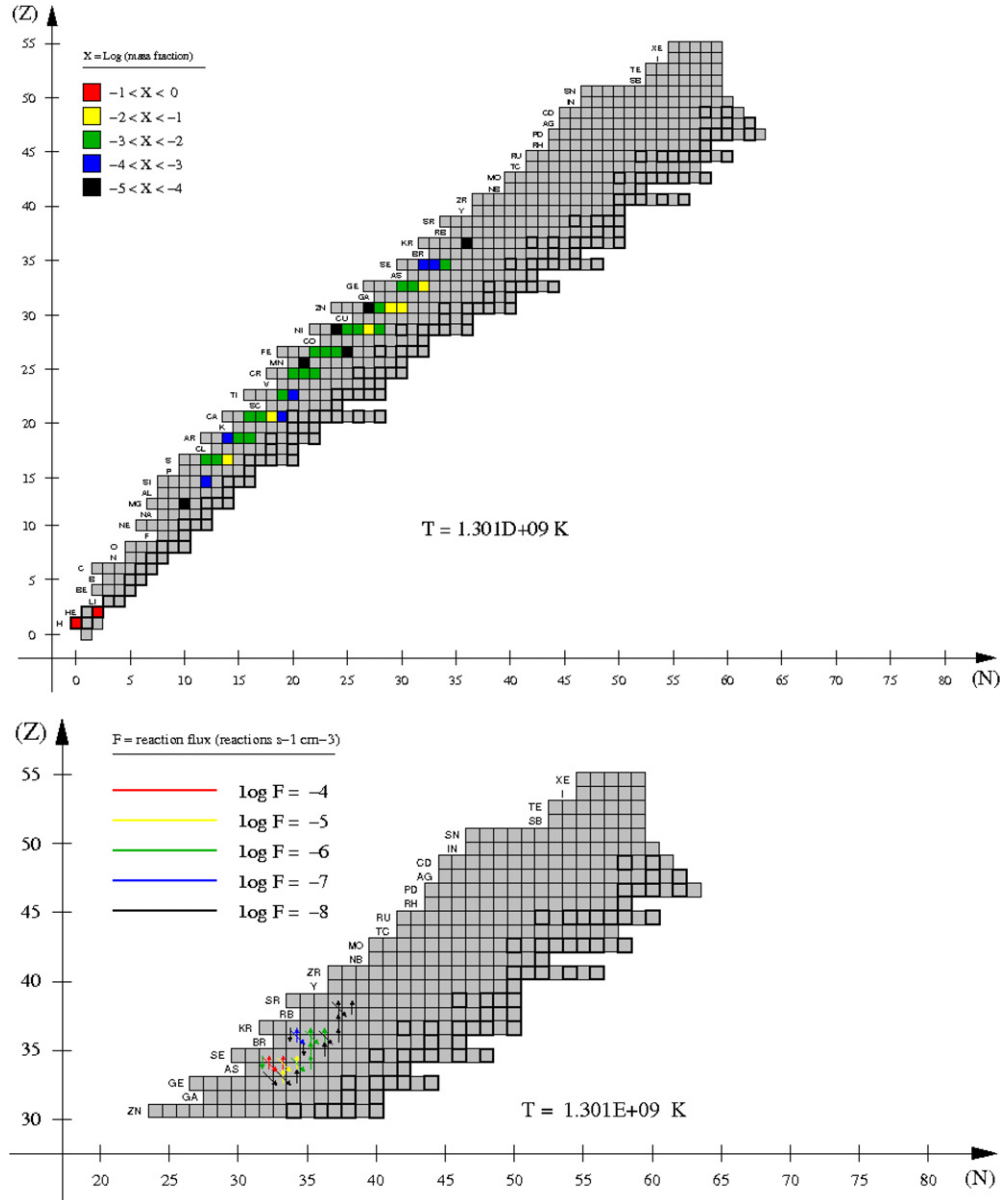 (Z)
X = Log (mass fraction)
−1 < X < 0
−2 < X < −1
−3 < X < −2
−4 < X < −3
−5 < X < −4
55
50
45
40
35
30
25
20
15
10
5
0
XE
I
TE
SB
SN
IN
CD
AG
PD
RH
RU
TC
MO
NB
ZR
Y
SR
RB
KR
BR
SE
AS
GE
GA
ZN
CU
NI
CO
FE
MN
CR
V
TI
SC
CA
K
AR
CL
S
P
SI
AL
MG
NA
NE
F
O
N
C
B
BE
LI
HE
H
T = 1.301D+09 K
0 5 10 15 20 25 30 35 40 45 50 55 60 65 70 75 80 (N)
(Z)
F = reaction flux (reactions s−1 cm−3)
log F = −4
log F = −5
log F = −6
log F = −7
log F = −8
55
50
45
40
35
30
XE
I
TE
SB
SN
IN
CD
AG
PD
RH
RU
TC
MO
NB
ZR
Y
SR
RB
KR
BR
SE
AS
GE
GA
ZN
T = 1.301E+09 K
20 25 30 35 40 45 50 55 60 65 70 75 80 (N)